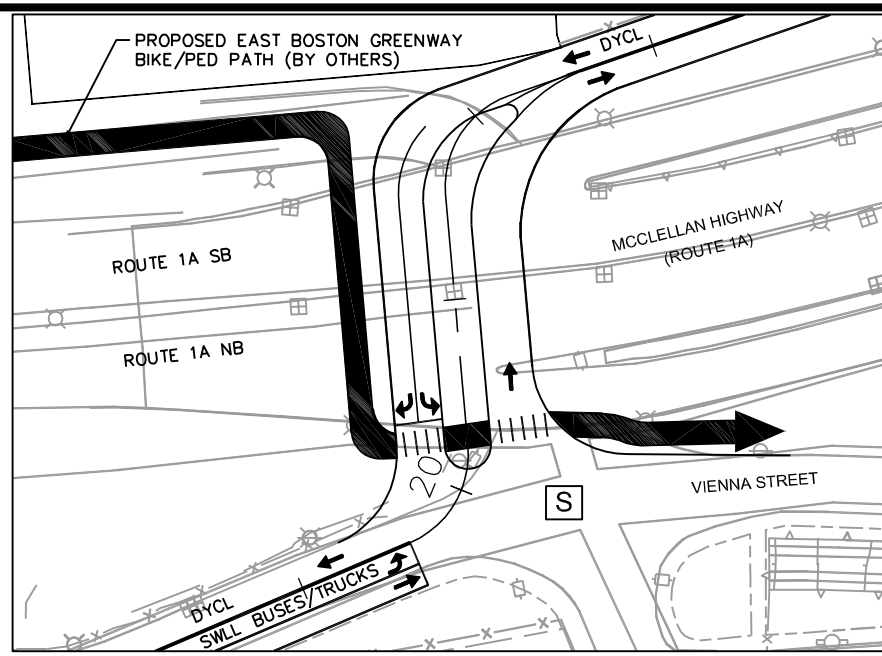 PROPOSED EAST BOSTON GREENWAY
BIKE/PED PATH (BY OTHERS)
DYCL
MCCLELLAN HIGHWAY
(ROUTE 1A)
ROUTE 1A SB
ROUTE 1A NB
20
VIENNA STREET
S
DYCL
SWLL BUSES/TRUCKS